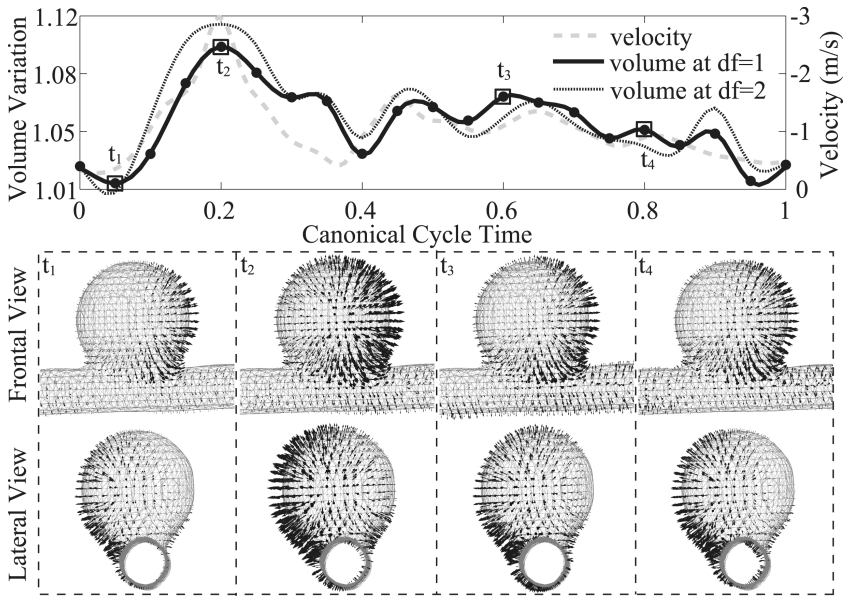 1.12
1.08
1.05
1.01
Volume Variation
-3
-2
-1
0
Velocity (m/s)
velocity
volume at df=1
volume at df=2
t1
t2
t3
t4
0
0.2
0.4
0.6
0.8
1
Canonical Cycle Time
Frontal View
t1
t2
t3
t4
Lateral View